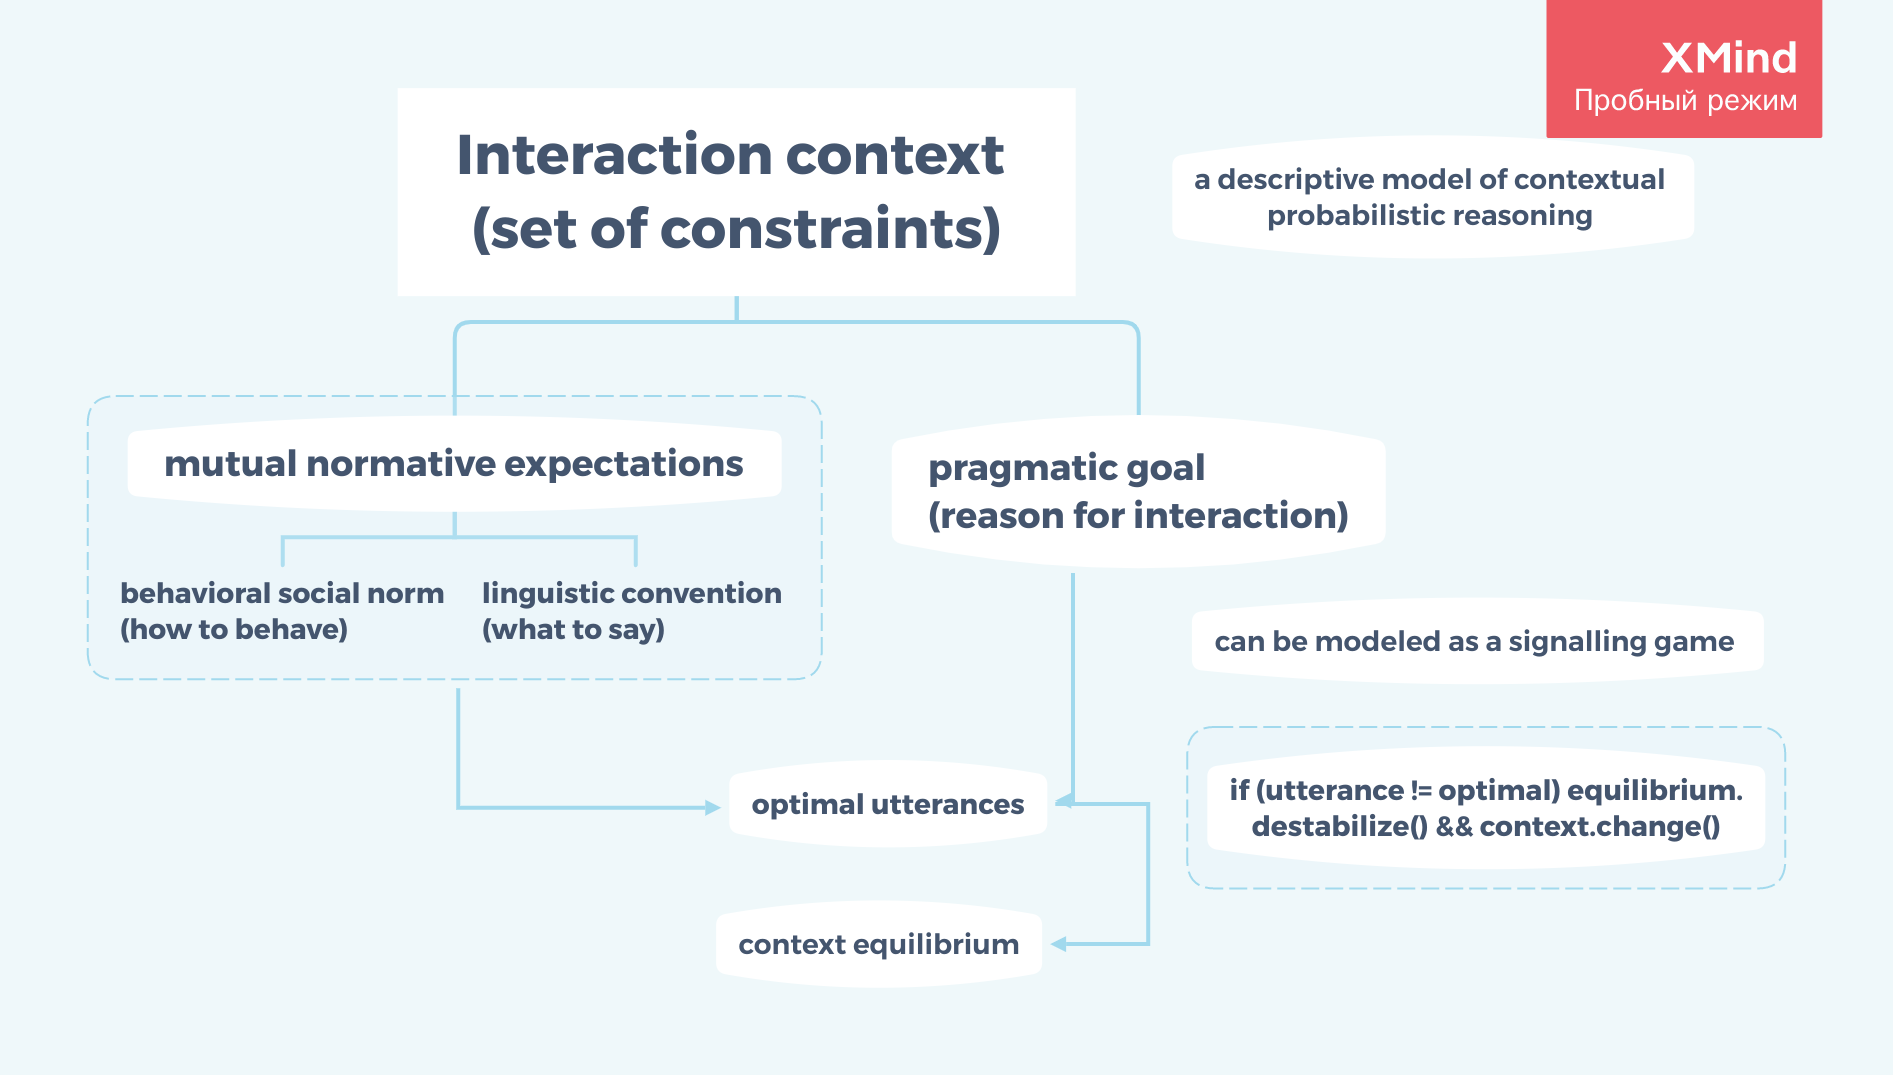 XMind
Пробный режим
Interaction context
(set of constraints)
a descriptive model of contextual
probabilistic reasoning
mutual normative expectations
pragmatic goal
(reason for interaction)
behavioral social norm
(how to behave)
linguistic convention
(what to say)
can be modeled as a signalling game
optimal utterances
if (utterance != optimal) equilibrium.
destabilize() && context.change()
context equilibrium